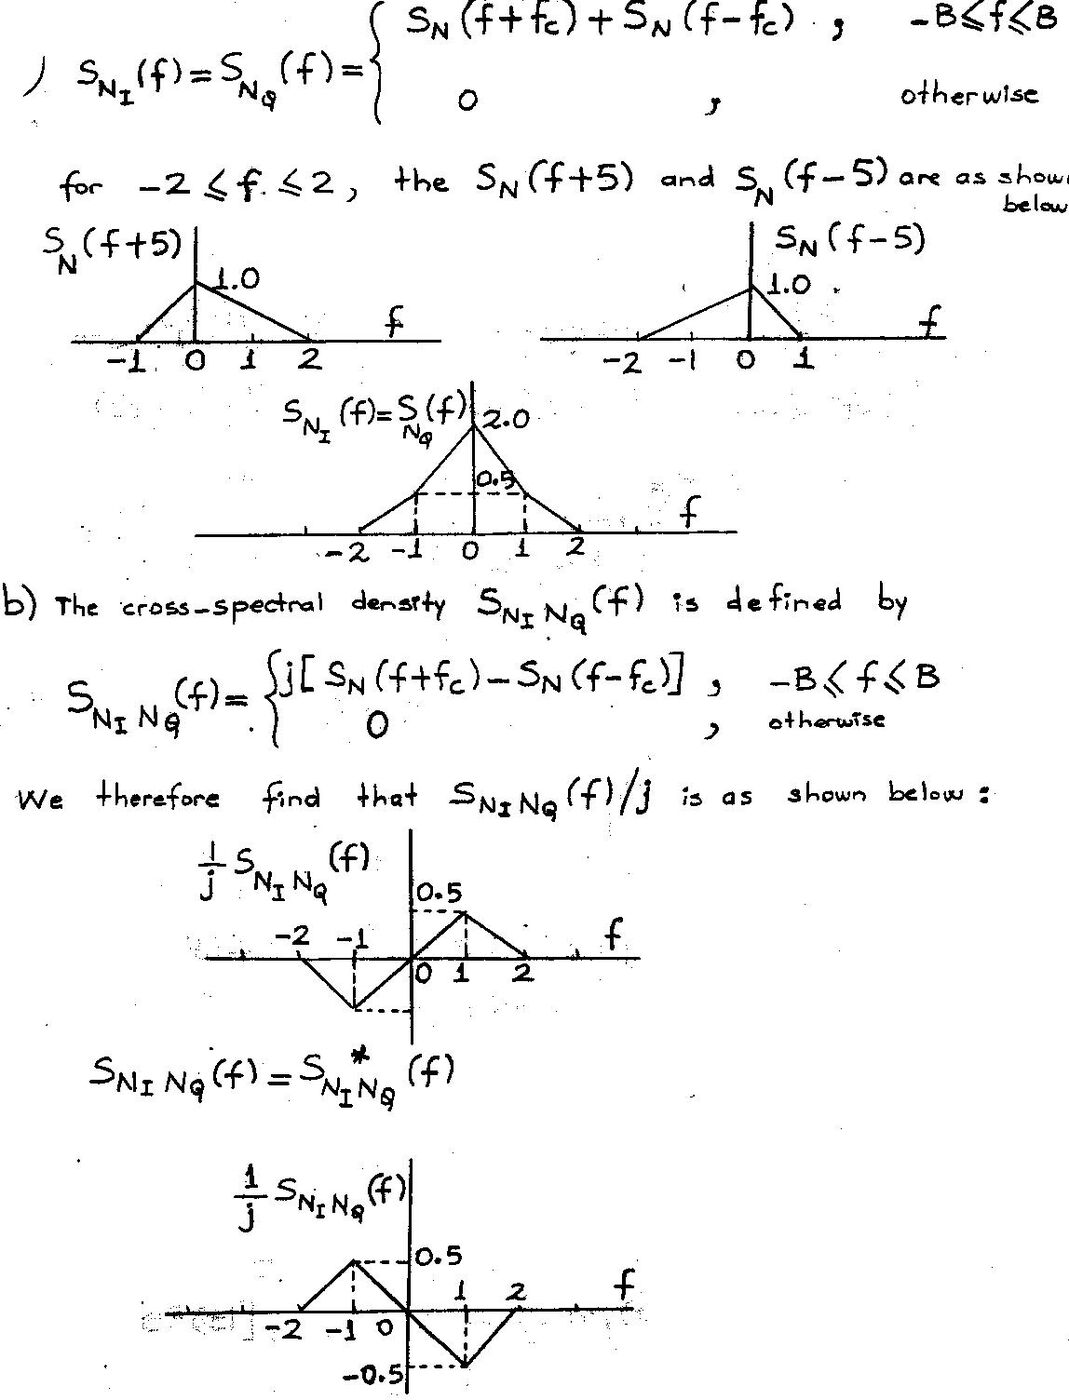 ) S_{N_I}(f) = S_{N_Q}(f) = { S_N(f+f_c) + S_N(f-f_c) , -B ≤ f ≤ B
0 , otherwise
for -2 ≤ f. ≤ 2, the S_N(f+5) and S_N(f-5) are as show
below
S_N(f+5)
1.0
f
-1 0 1 2
S_N(f-5)
1.0
f
-2 -1 0 1
S_{N_I}(f) = S_{N_Q}(f)
2.0
0.5
f
-2 -1 0 1 2
b) The cross-spectral density S_{N_I N_Q}(f) is defined by
S_{N_I N_Q}(f) = { j[S_N(f+f_c) - S_N(f-f_c)] , -B ≤ f ≤ B
0 , otherwise
We therefore find that S_{N_I N_Q}(f)/j is as shown below:
1/j S_{N_I N_Q}(f)
0.5
f
-2 -1 0 1 2
S_{N_I N_Q}(f) = S*_{N_I N_Q}(f)
1/j S_{N_I N_Q}(f)
0.5
f
1 2
-2 -1 0
-0.5